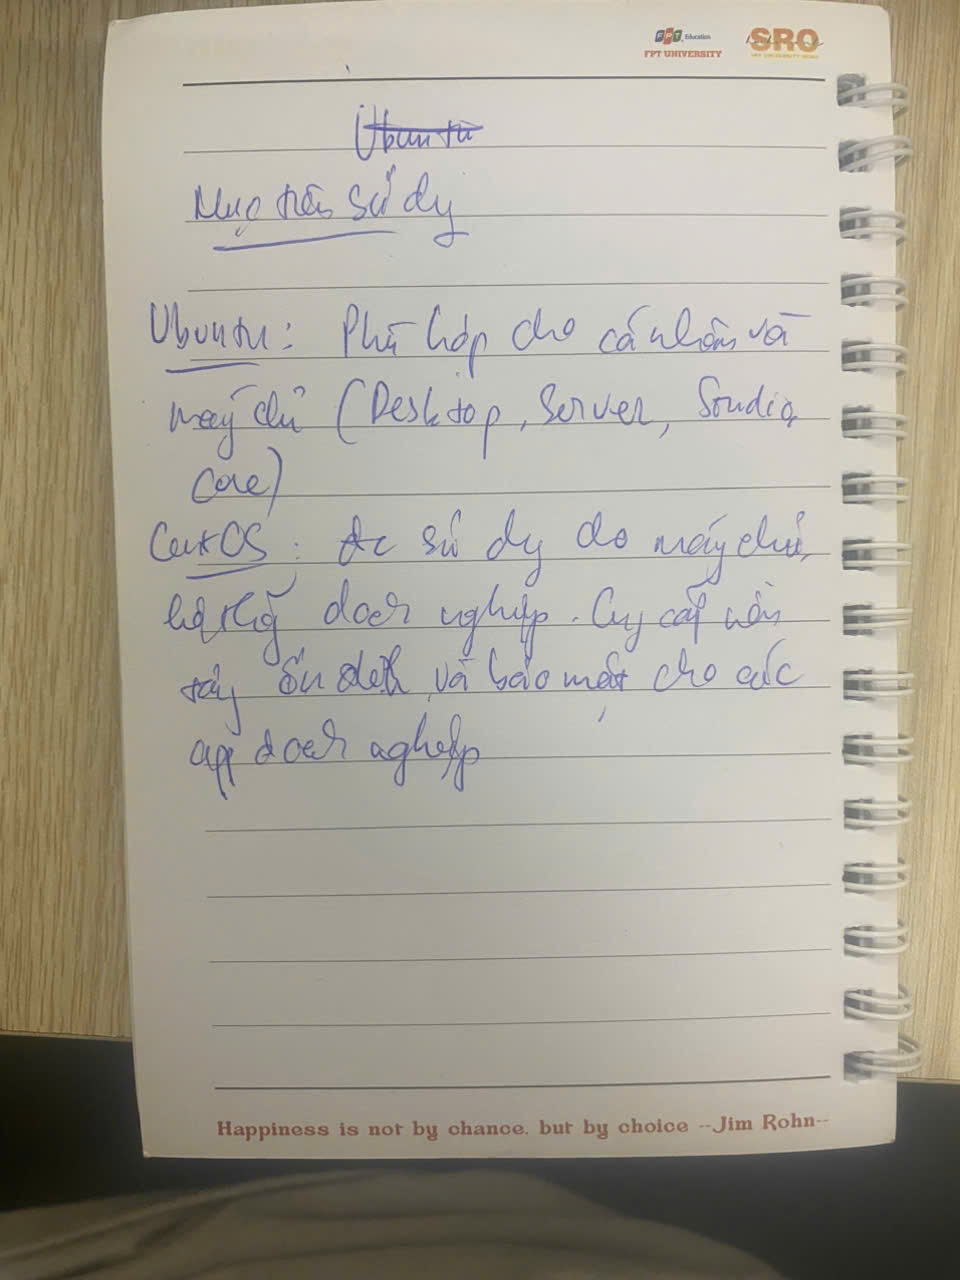 FPT Education
FPT UNIVERSITY
SRO
Ubuntu
Mục tiêu sử dụng
Ubuntu: Phù hợp cho cá nhân và
máy chủ (Desktop, Server, Studio,
Core)
CentOS: đc sử dụng cho máy chủ,
hệ thống doanh nghiệp. Cung cấp nền
tảng ổn định và bảo mật cho các
app doanh nghiệp
Happiness is not by chance. but by choice --Jim Rohn--